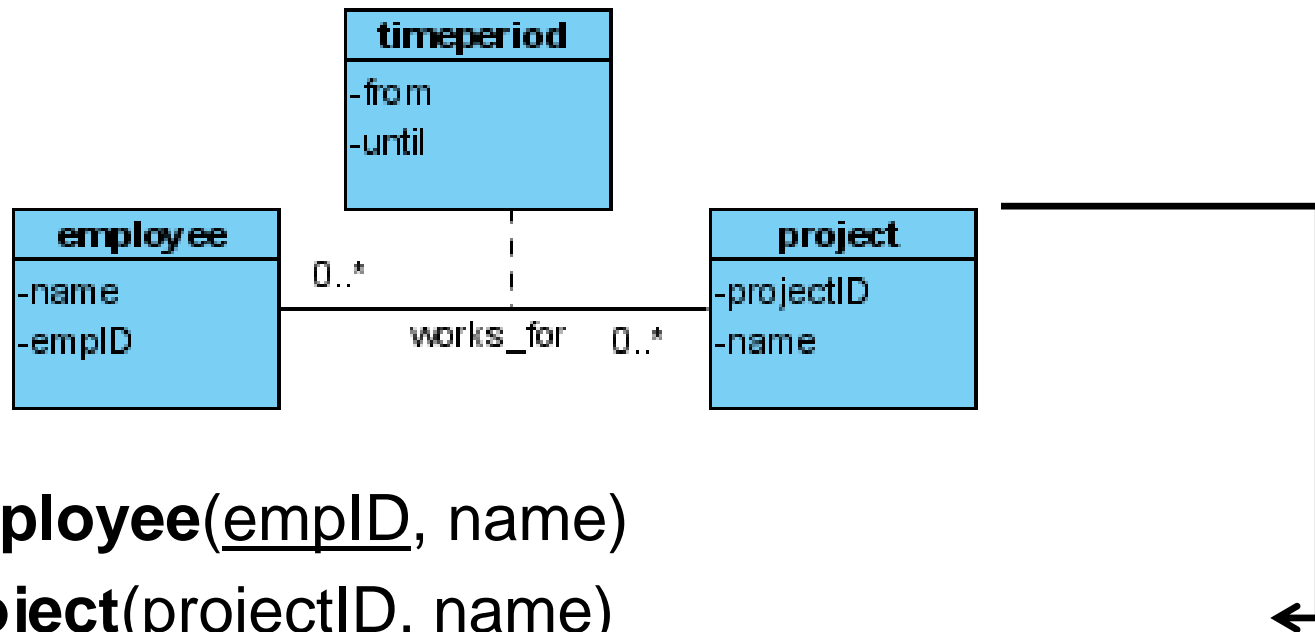 timeperiod
-from
-until
employee
-name
-empID
0..*
works_for
0..*
project
-projectID
-name
ployee(empID, name)
ject(projectID, name)